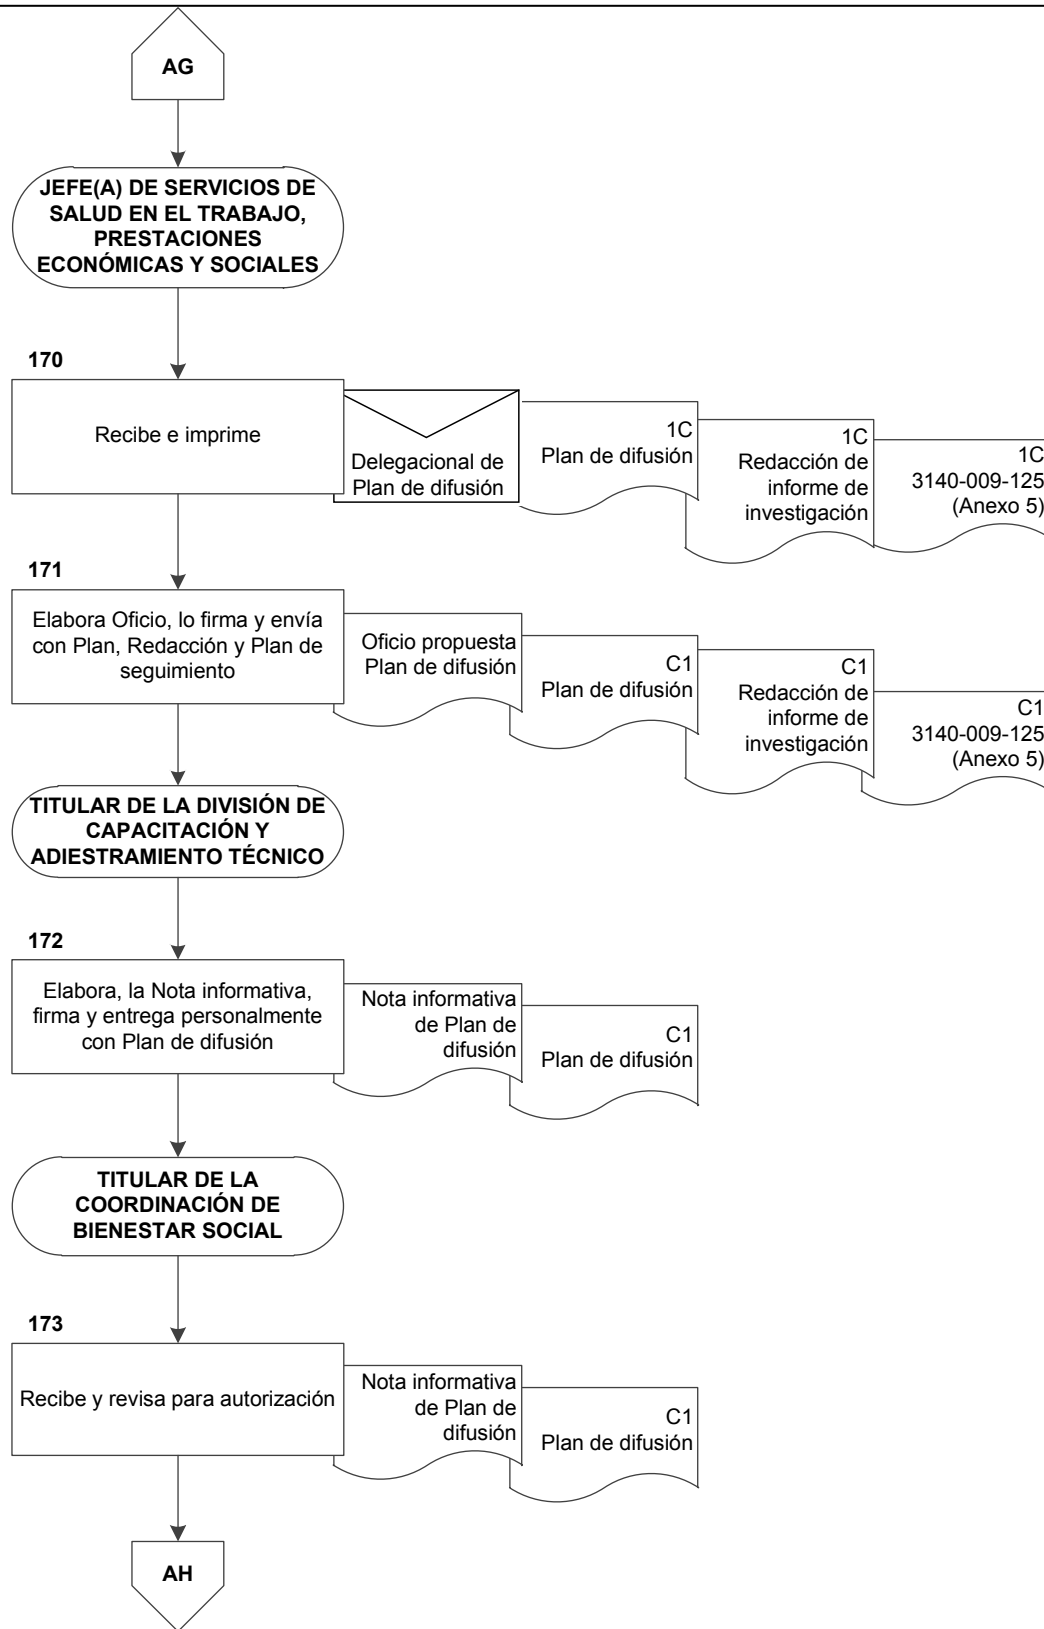 AG
JEFE(A) DE SERVICIOS DE
SALUD EN EL TRABAJO,
PRESTACIONES
ECONÓMICAS Y SOCIALES
170
Recibe e imprime
Delegacional de
Plan de difusión
1C
Plan de difusión
1C
Redacción de
informe de
investigación
1C
3140-009-125
(Anexo 5)
171
Elabora Oficio, lo firma y envía
con Plan, Redacción y Plan de
seguimiento
Oficio propuesta
Plan de difusión
C1
Plan de difusión
C1
Redacción de
informe de
investigación
C1
3140-009-125
(Anexo 5)
TITULAR DE LA DIVISIÓN DE
CAPACITACIÓN Y
ADIESTRAMIENTO TÉCNICO
172
Elabora, la Nota informativa,
firma y entrega personalmente
con Plan de difusión
Nota informativa
de Plan de
difusión
C1
Plan de difusión
TITULAR DE LA
COORDINACIÓN DE
BIENESTAR SOCIAL
173
Recibe y revisa para autorización
Nota informativa
de Plan de
difusión
C1
Plan de difusión
AH